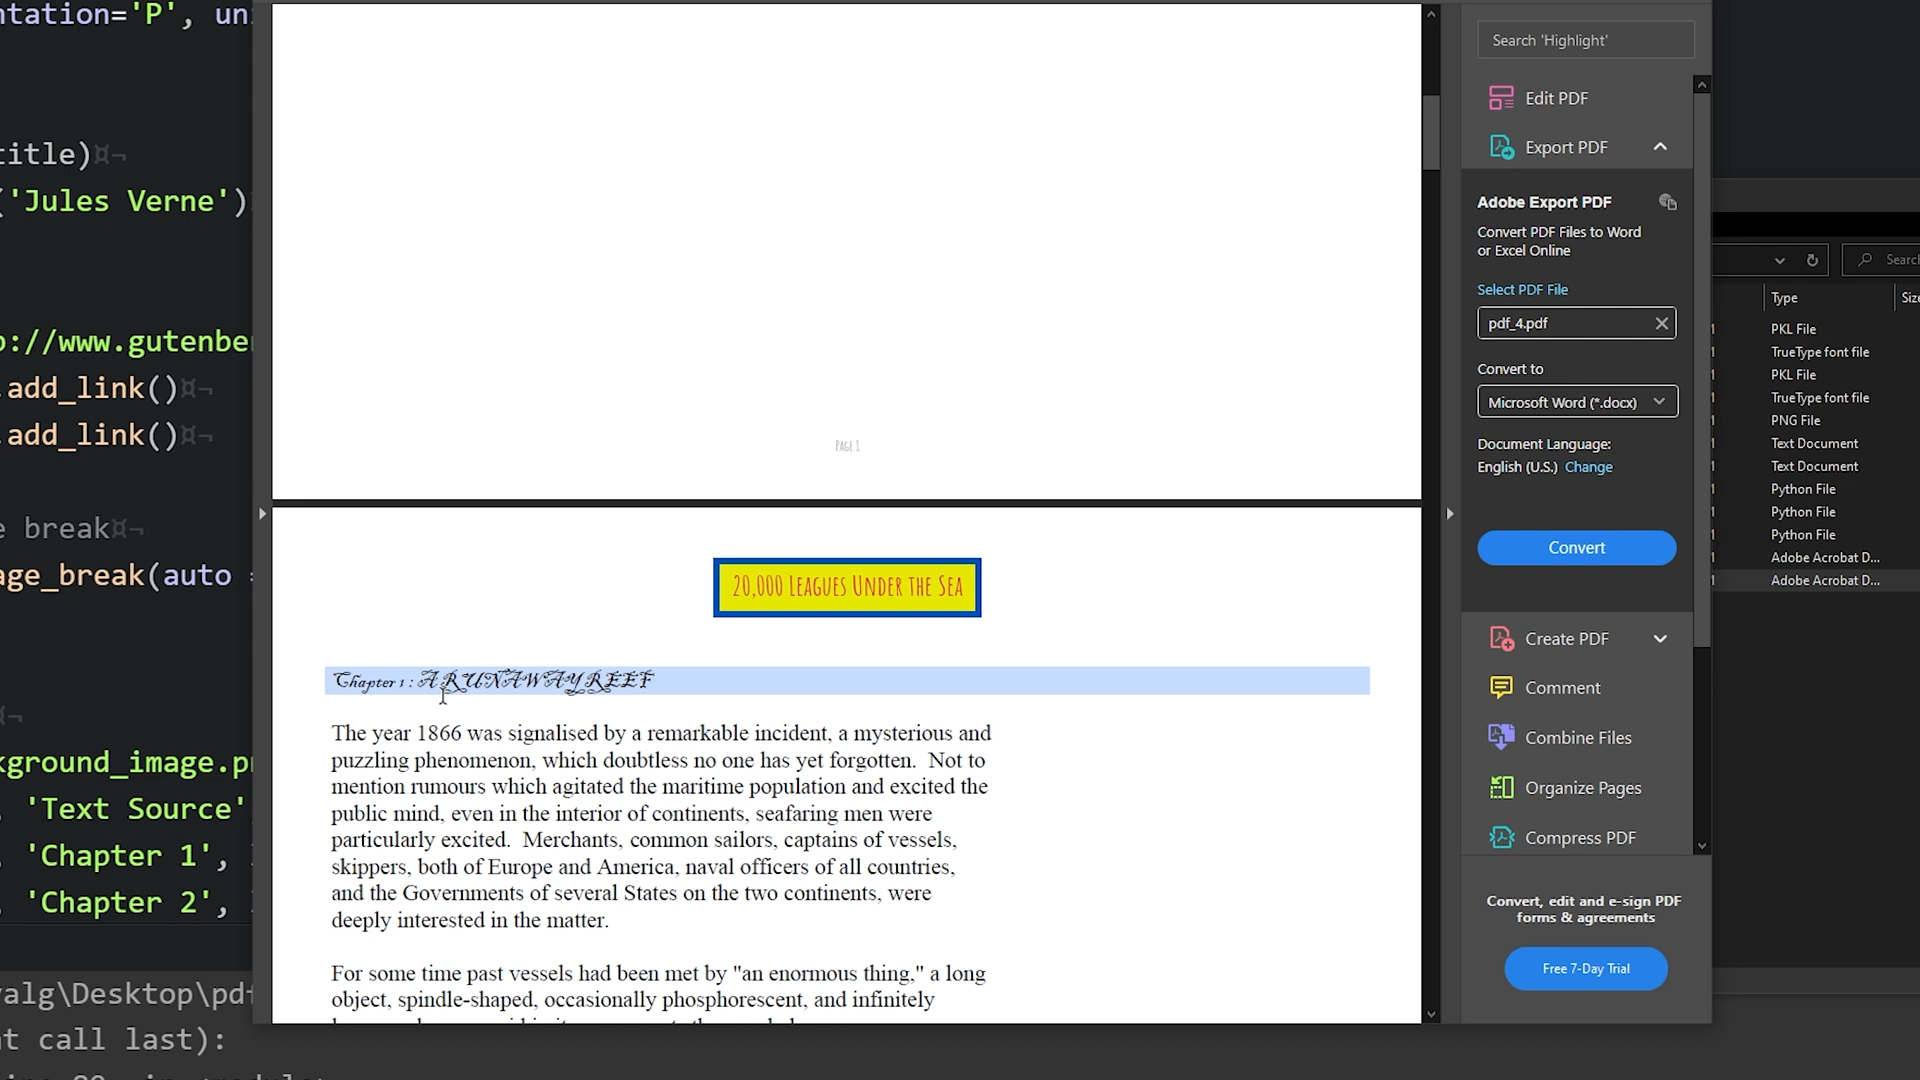 ntation='P', uni
title)
('Jules Verne')
p://www.gutenber
.add_link()
.add_link()
e break
age_break(auto =
kground_image.pn
, 'Text Source'
, 'Chapter 1',
, 'Chapter 2',
valg\Desktop\pdf
t call last):
Page 1
20,000 Leagues Under the Sea
Chapter 1 : A RUNAWAY REEF
The year 1866 was signalised by a remarkable incident, a mysterious and
puzzling phenomenon, which doubtless no one has yet forgotten.  Not to
mention rumours which agitated the maritime population and excited the
public mind, even in the interior of continents, seafaring men were
particularly excited.  Merchants, common sailors, captains of vessels,
skippers, both of Europe and America, naval officers of all countries,
and the Governments of several States on the two continents, were
deeply interested in the matter.
For some time past vessels had been met by "an enormous thing," a long
object, spindle-shaped, occasionally phosphorescent, and infinitely
Search 'Highlight'
Edit PDF
Export PDF
Adobe Export PDF
Convert PDF Files to Word
or Excel Online
Select PDF File
pdf_4.pdf
Convert to
Microsoft Word (*.docx)
Document Language:
English (U.S.) Change
Convert
Create PDF
Comment
Combine Files
Organize Pages
Compress PDF
Convert, edit and e-sign PDF
forms & agreements
Free 7-Day Trial
Search
Type
Size
PKL File
TrueType font file
PKL File
TrueType font file
PNG File
Text Document
Text Document
Python File
Python File
Python File
Adobe Acrobat D...
Adobe Acrobat D...